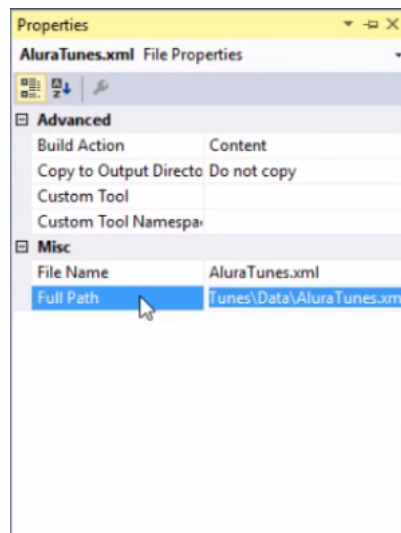 Properties
AluraTunes.xml File Properties
Advanced
Build Action Content
Copy to Output Directo Do not copy
Custom Tool
Custom Tool Namespa
Misc
File Name AluraTunes.xml
Full Path Tunes\Data\AluraTunes.xm